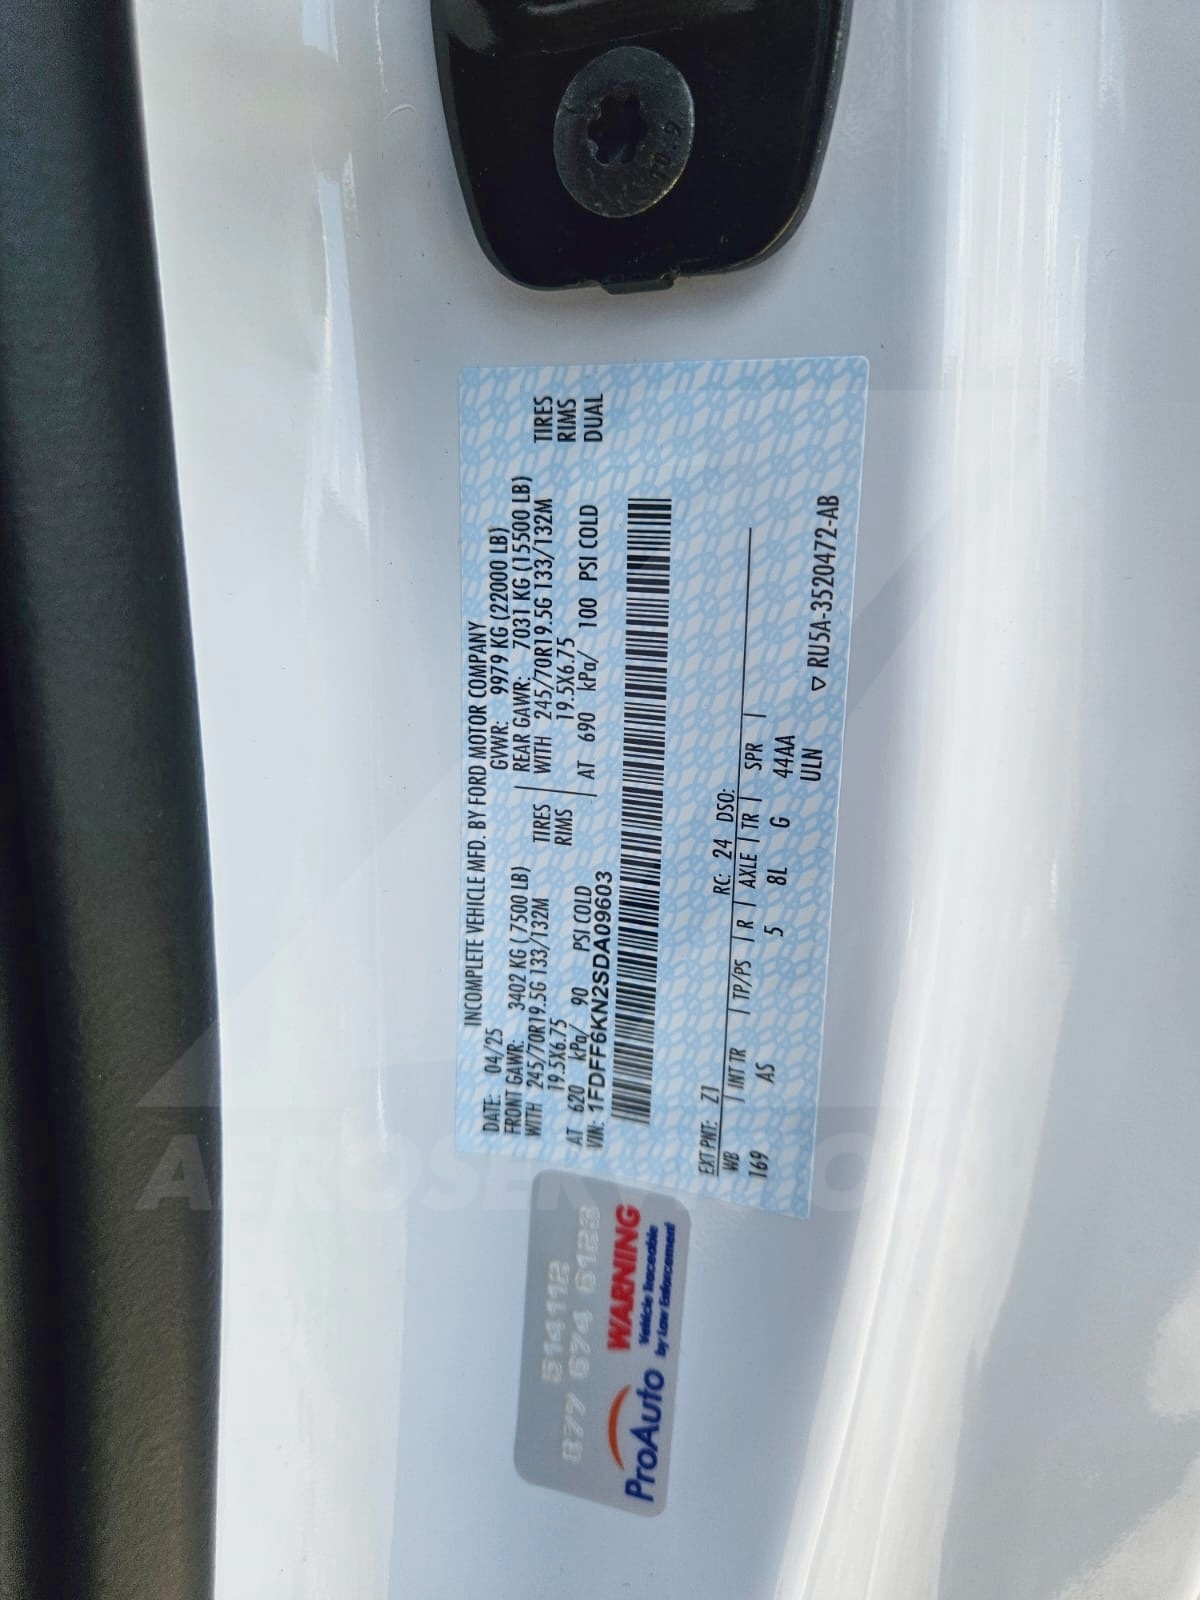 10.9
INCOMPLETE VEHICLE MFD. BY FORD MOTOR COMPANY
DATE: 04/25 GVWR: 9979 KG (22000 LB)
FRONT GAWR: 3402 KG ( 7500 LB) REAR GAWR: 7031 KG (15500 LB)
WITH 245/70R19.5G 133/132M TIRES WITH 245/70R19.5G 133/132M TIRES
19.5X6.75 RIMS 19.5X6.75 RIMS
AT 620 kPa/ 90 PSI COLD AT 690 kPa/ 100 PSI COLD DUAL
VIN: 1FDFF6KN2SDA09603
EXT PNT: Z1 RC: 24 DSO:
WB INT TR TP/PS R AXLE TR SPR
169 AS 5 8L G 44AA
ULN
▽ RU5A-3520472-AB
514112
877 674 6123
ProAuto WARNING
Vehicle Traceable
by Law Enforcement